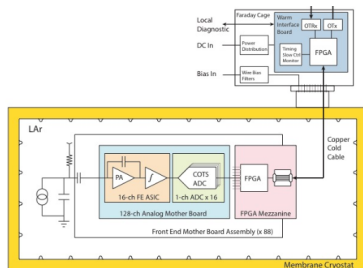 Faraday Cage
Local
Diagnostic
DC In
Bias In
Power
Distribution
Wire Bias
Filters
Warm
Interface
Board
OTRx
OTx
Timing
Slow Ctrl
Monitor
FPGA
Copper
Cold
Cable
LAr
PA
∫
16-ch FE ASIC
COTS
ADC
1-ch ADC x 16
128-ch Analog Mother Board
FPGA
FPGA Mezzanine
Front End Mother Board Assembly (x 88)
Membrane Cryostat